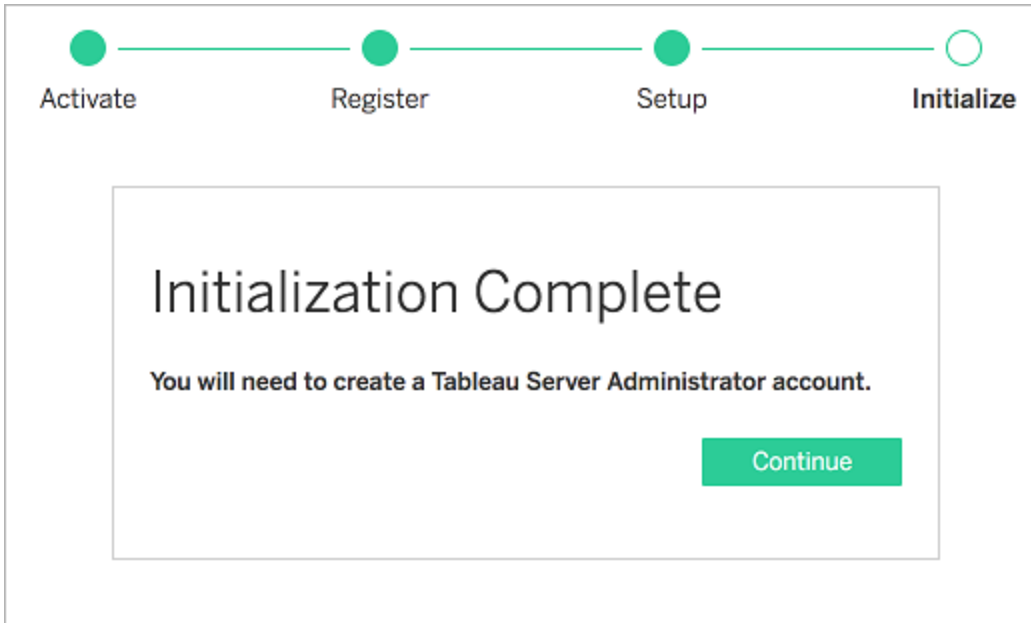 Activate Register Setup Initialize
Initialization Complete
You will need to create a Tableau Server Administrator account.
Continue